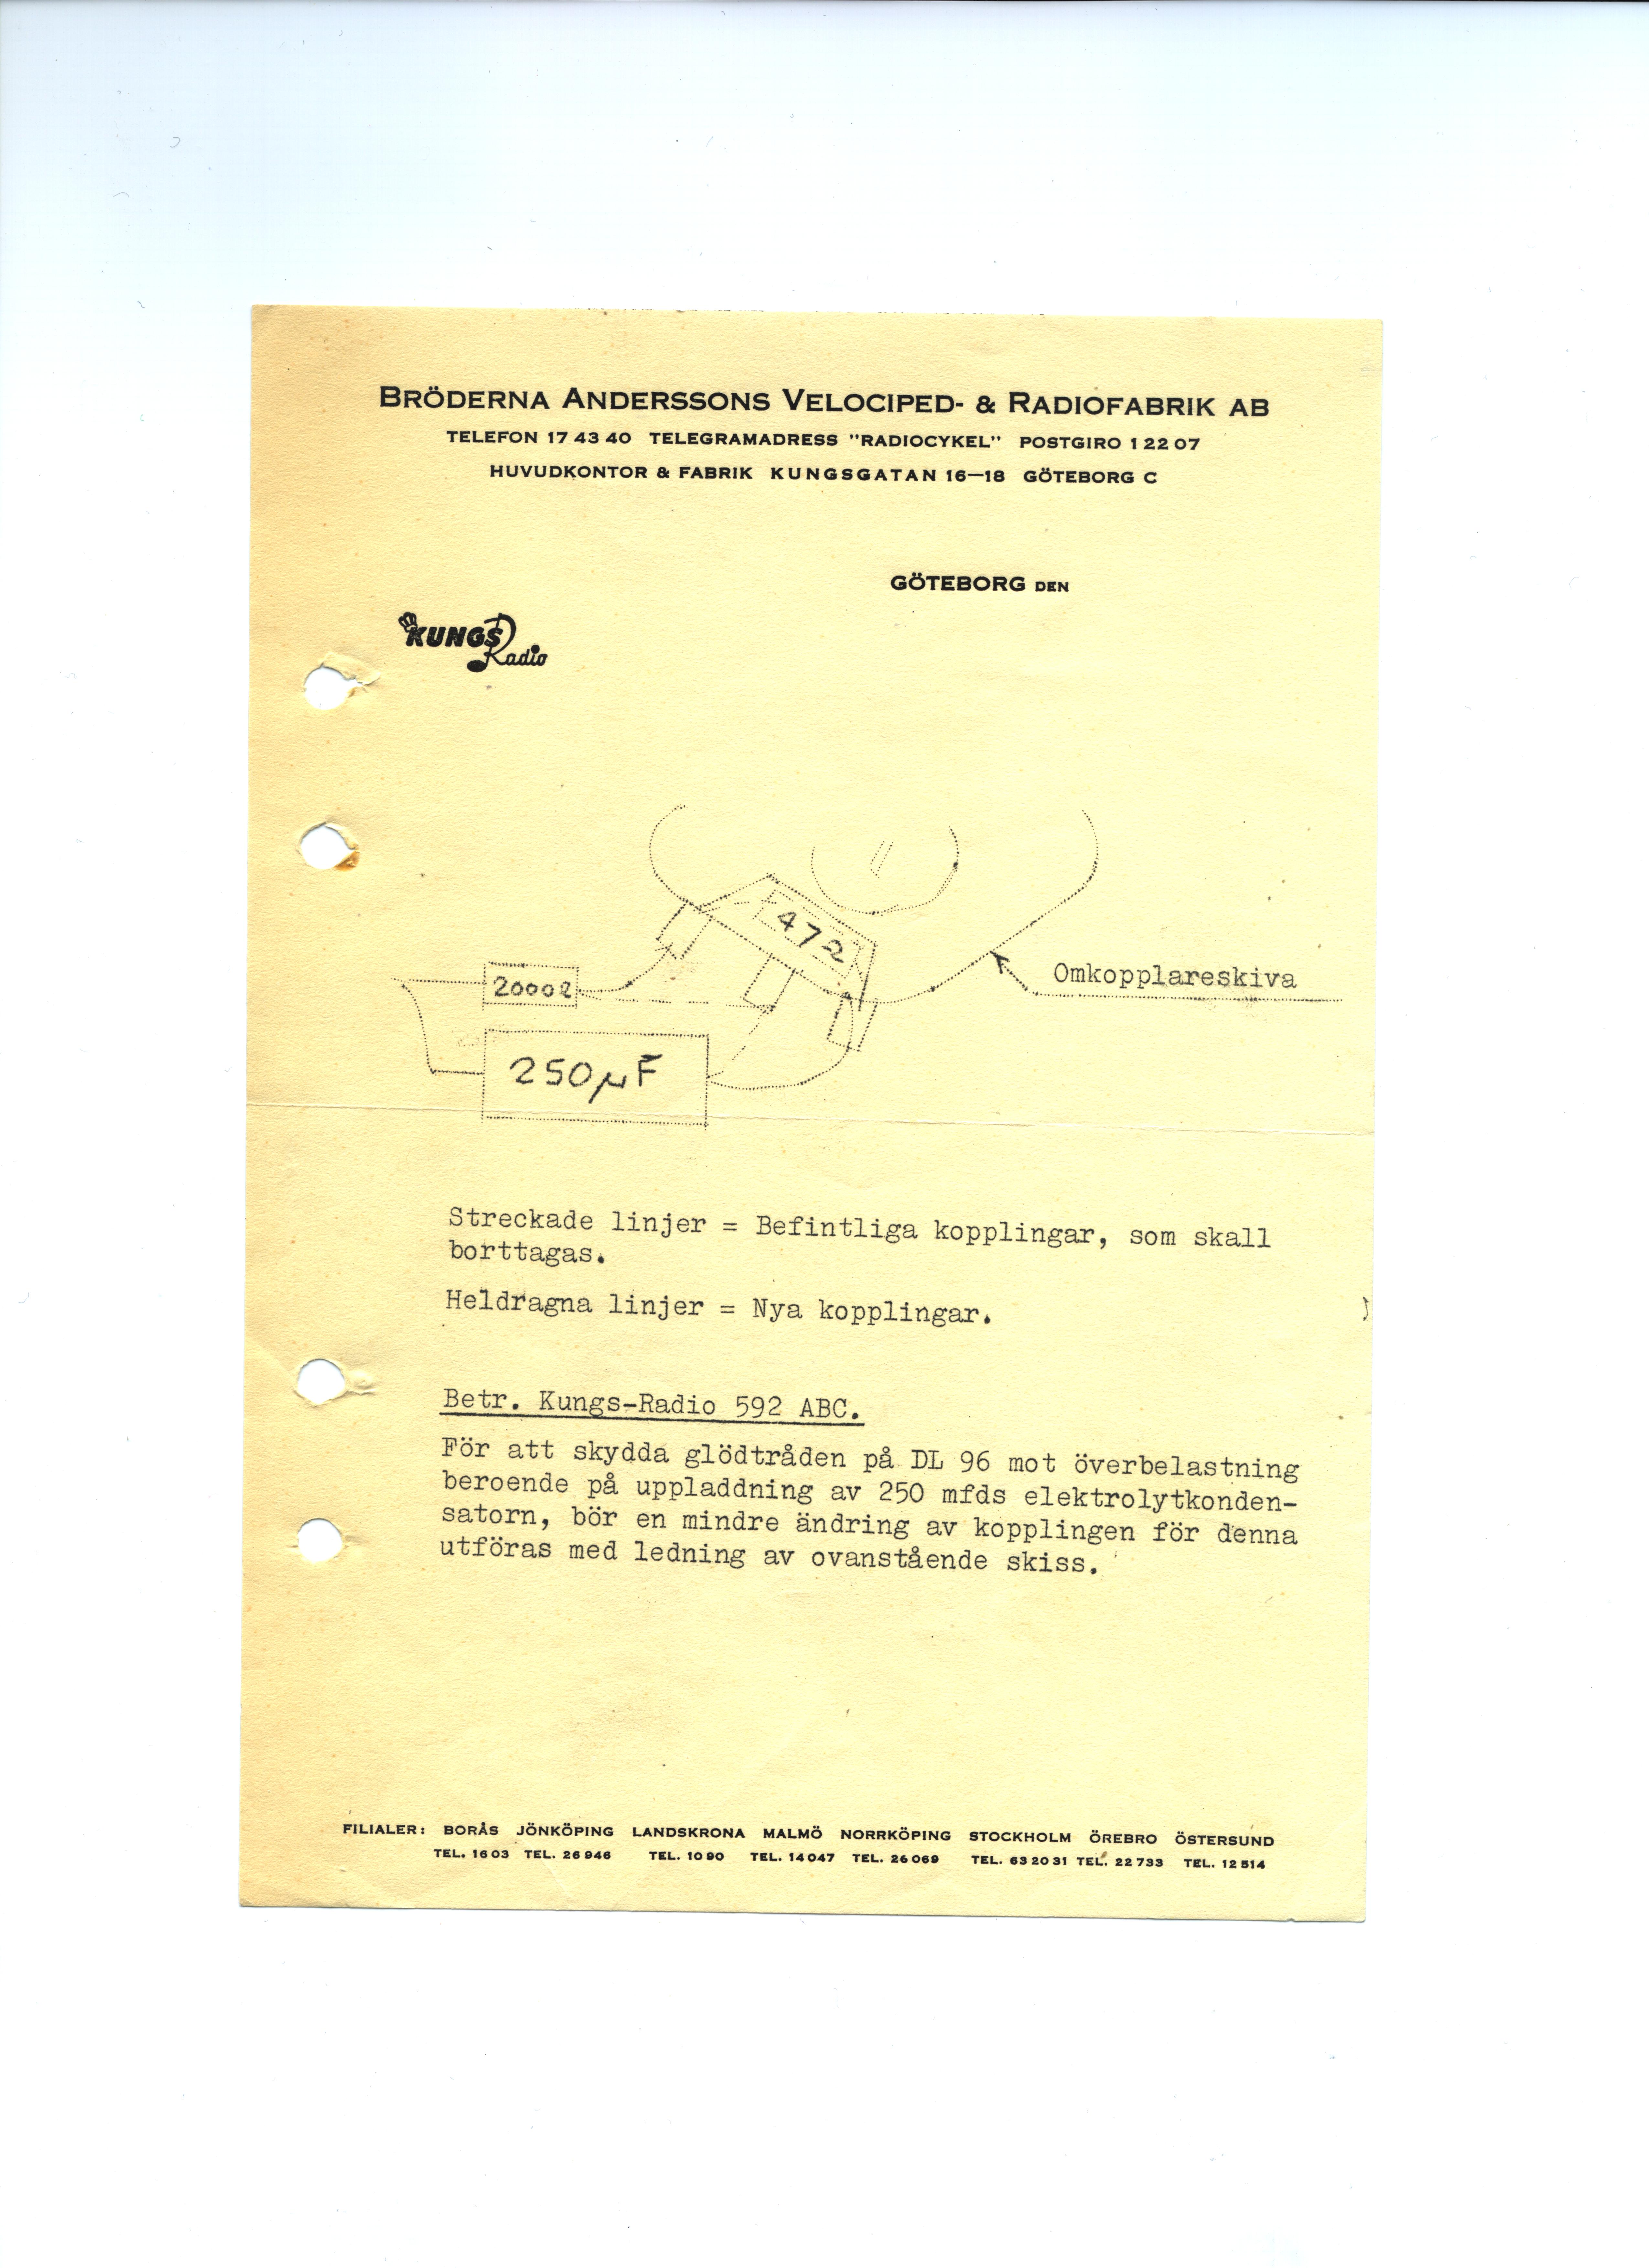 BRÖDERNA ANDERSSONS VELOCIPED- & RADIOFABRIK AB
TELEFON 17 43 40 TELEGRAMADRESS "RADIOCYKEL" POSTGIRO 1 22 07
HUVUDKONTOR & FABRIK KUNGSGATAN 16—18 GÖTEBORG C
GÖTEBORG DEN
KUNGS
Radio
472
Omkopplareskiva
2000Ω
250µF
Streckade linjer = Befintliga kopplingar, som skall
borttagas.
Heldragna linjer = Nya kopplingar.
Betr. Kungs-Radio 592 ABC.
För att skydda glödtråden på DL 96 mot överbelastning
beroende på uppladdning av 250 mfds elektrolytkonden-
satorn, bör en mindre ändring av kopplingen för denna
utföras med ledning av ovanstående skiss.
FILIALER: BORÅS JÖNKÖPING LANDSKRONA MALMÖ NORRKÖPING STOCKHOLM ÖREBRO ÖSTERSUND
TEL. 16 03 TEL. 26 946 TEL. 10 90 TEL. 14 047 TEL. 26 069 TEL. 63 20 31 TEL. 22 733 TEL. 12 514